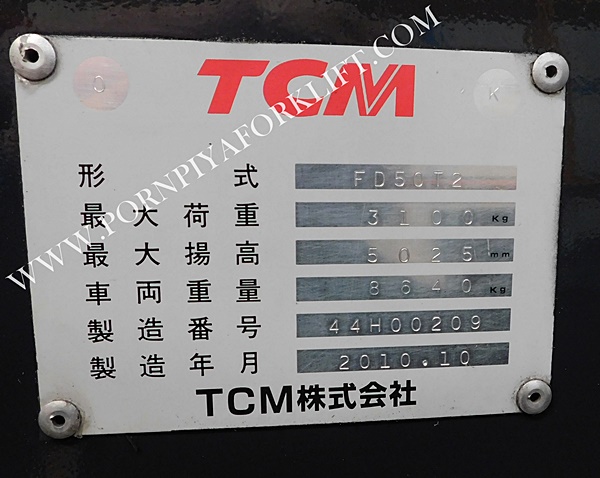 TCM
O
K
形 式 FD50T2
最大荷重 3100 Kg
最大揚高 5025 mm
車両重量 8640 Kg
製造番号 44H00209
製造年月 2010.10
TCM株式会社
WWW.PORNPIYAFORKLIFT.COM